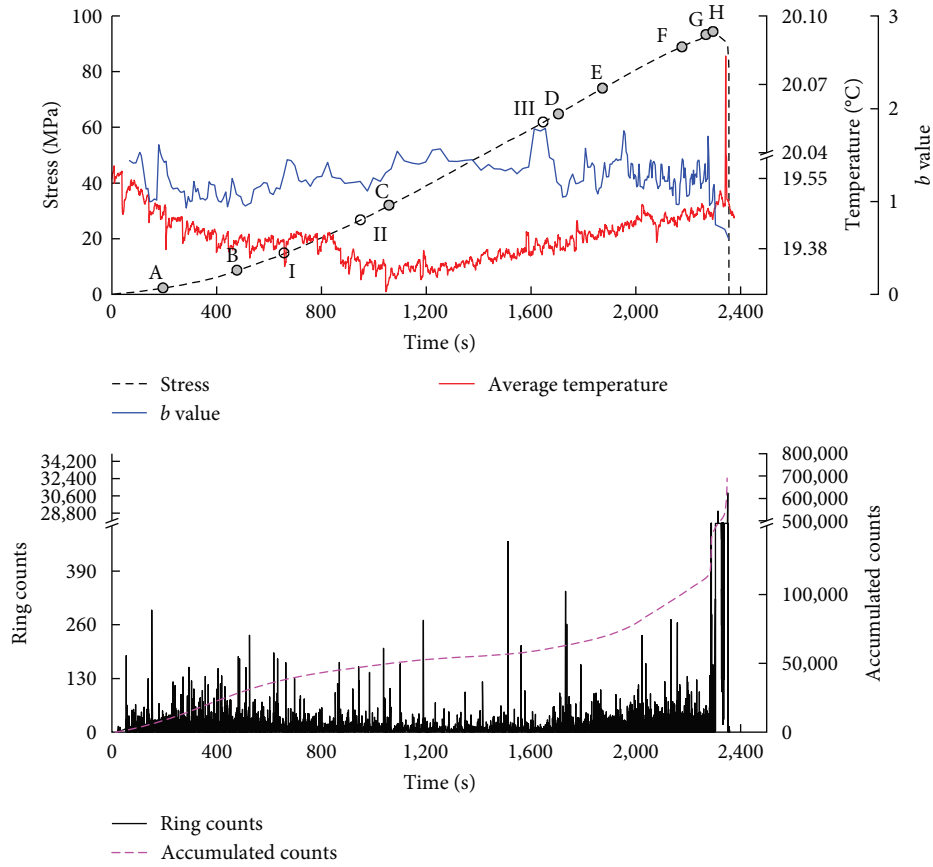 100
80
60
40
20
0
Stress (MPa)
A
B
I
II
C
III
D
E
F
G
H
20.10
20.07
20.04
19.55
19.38
Temperature (°C)
3
2
1
0
b value
0 400 800 1,200 1,600 2,000 2,400
Time (s)
Stress
Average temperature
b value
34,200
32,400
30,600
28,800
390
260
130
0
Ring counts
800,000
700,000
600,000
500,000
100,000
50,000
0
Accumulated counts
0 400 800 1,200 1,600 2,000 2,400
Time (s)
Ring counts
Accumulated counts